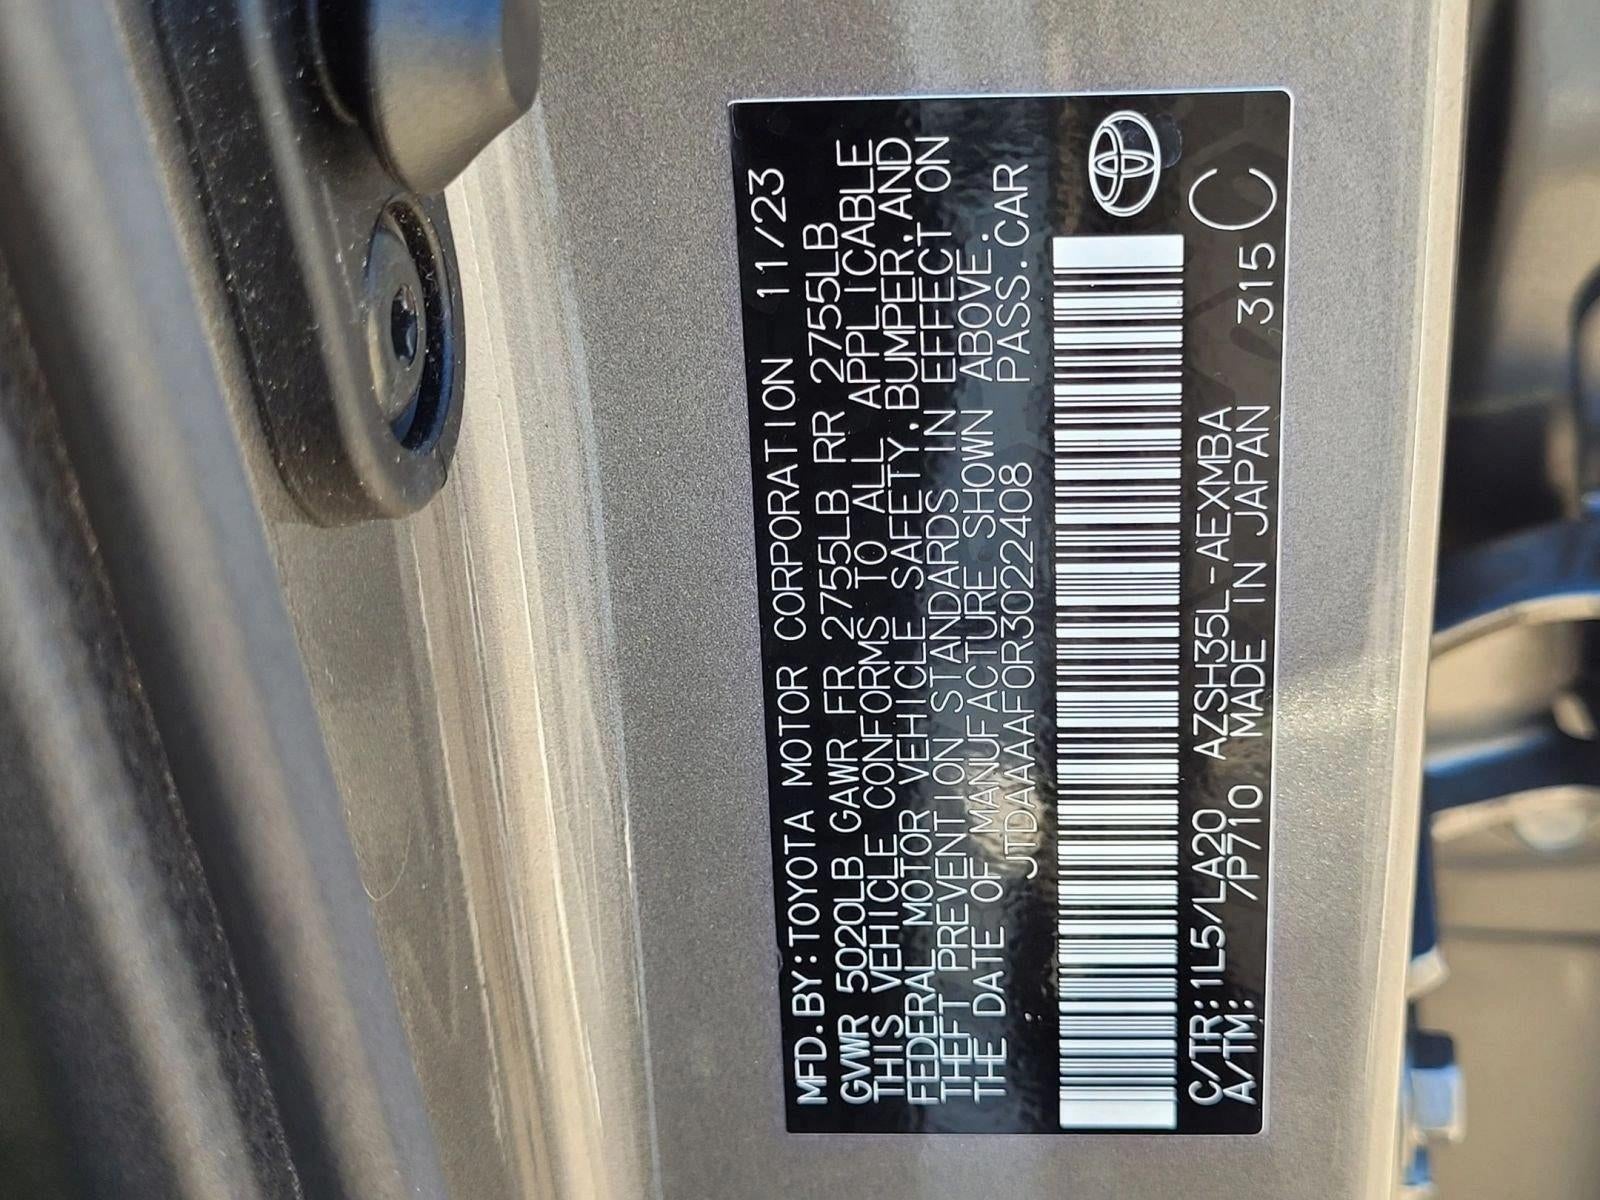 MFD.BY:TOYOTA MOTOR CORPORATION 11/23
GVWR 5020LB GAWR FR 2755LB RR 2755LB
THIS VEHICLE CONFORMS TO ALL APPLICABLE
FEDERAL MOTOR VEHICLE SAFETY,BUMPER,AND
THEFT PREVENTION STANDARDS IN EFFECT ON
THE DATE OF MANUFACTURE SHOWN ABOVE.
JTDAAAAF0R3022408 PASS.CAR
C/TR:1L5/LA20 AZSH35L-AEXMBA
A/TM: /P710 MADE IN JAPAN 315 C